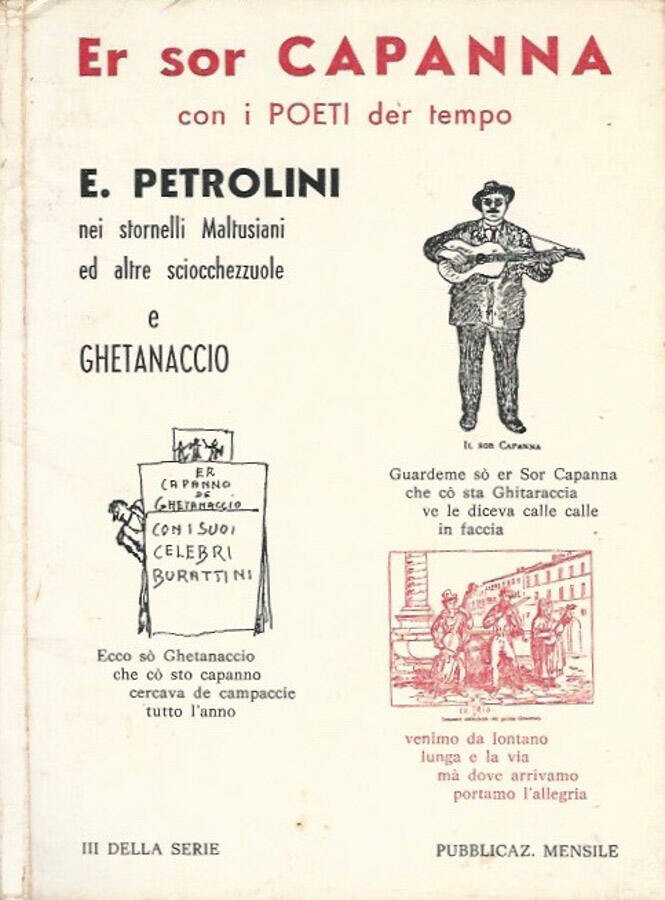 Er sor CAPANNA
con i POETI der tempo
E. PETROLINI
nei stornelli Maltusiani
ed altre sciocchezzuole
e
GHETANACCIO
IL SOR CAPANNA
Guardeme sò er Sor Capanna
che cò sta Ghitaraccia
ve le diceva calle calle
in faccia
ER
CAPANNO
DE
GHETANACCIO
CON I SUOI
CELEBRI
BURATTINI
Ecco sò Ghetanaccio
che cò sto capanno
cercava de campaccie
tutto l'anno
venimo da lontano
lunga e la via
mà dove arrivamo
portamo l'allegria
III DELLA SERIE
PUBBLICAZ. MENSILE